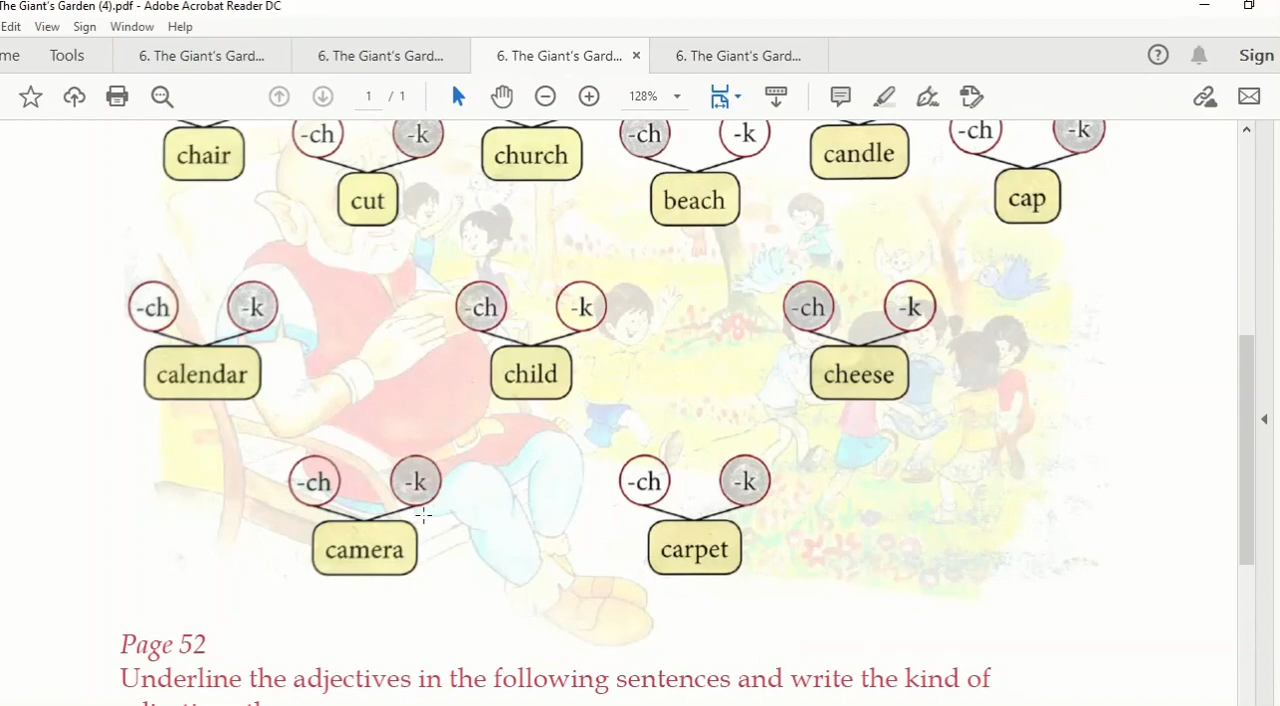 The Giant's Garden (4).pdf - Adobe Acrobat Reader DC
Edit View Sign Window Help
me Tools 6. The Giant's Gard... 6. The Giant's Gard... 6. The Giant's Gard... × 6. The Giant's Gard... Sign
1 / 1 128%
-ch -k -ch -k -ch -k
chair church candle
cut beach cap
-ch -k -ch -k -ch -k
calendar child cheese
-ch -k -ch -k
camera carpet
Page 52
Underline the adjectives in the following sentences and write the kind of